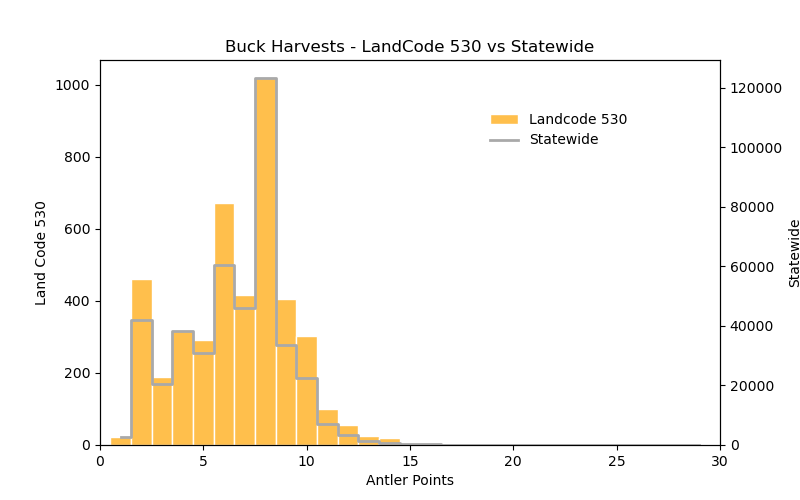 Buck Harvests - LandCode 530 vs Statewide
Landcode 530
Statewide
Land Code 530
1000
800
600
400
200
0
120000
100000
80000
60000
40000
20000
0
Statewide
0 5 10 15 20 25 30
Antler Points